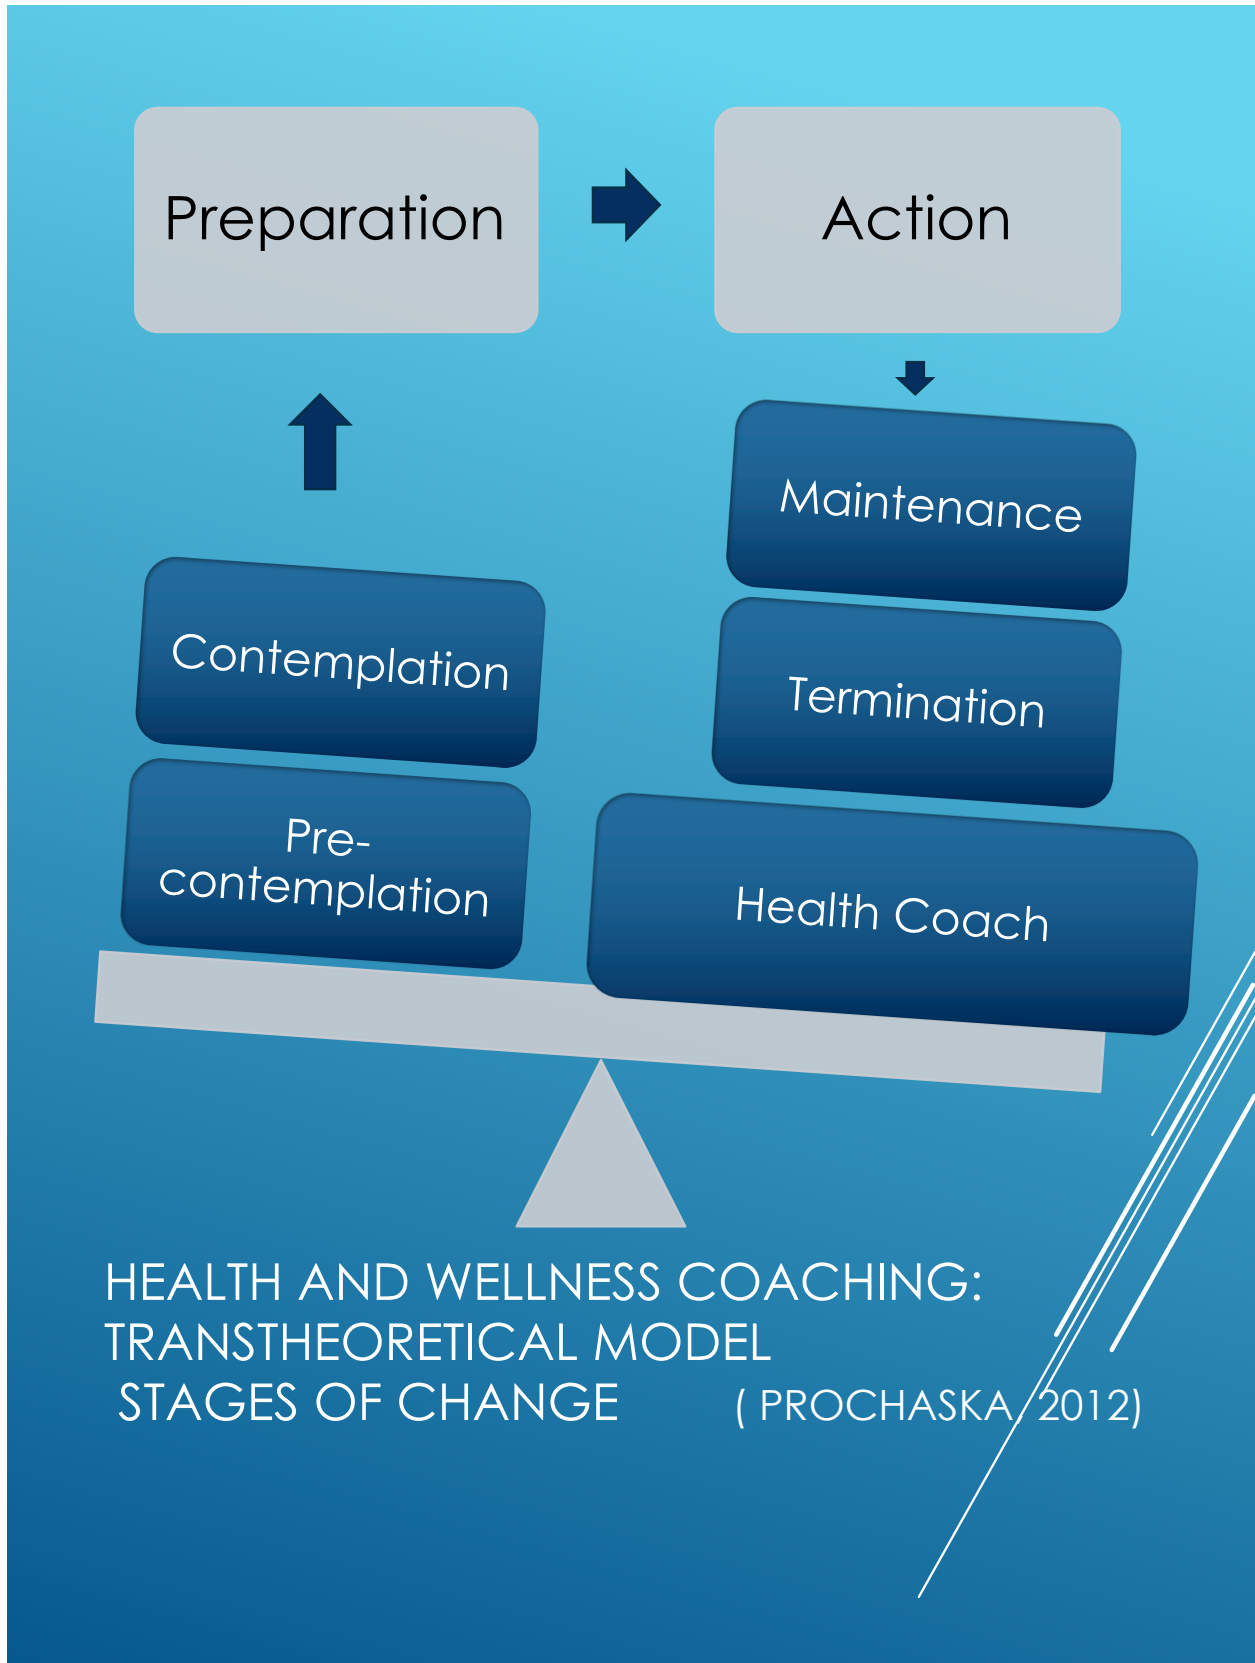 Preparation
Action
Maintenance
Contemplation
Termination
Pre-
contemplation
Health Coach
HEALTH AND WELLNESS COACHING:
TRANSTHEORETICAL MODEL
STAGES OF CHANGE ( PROCHASKA, 2012)